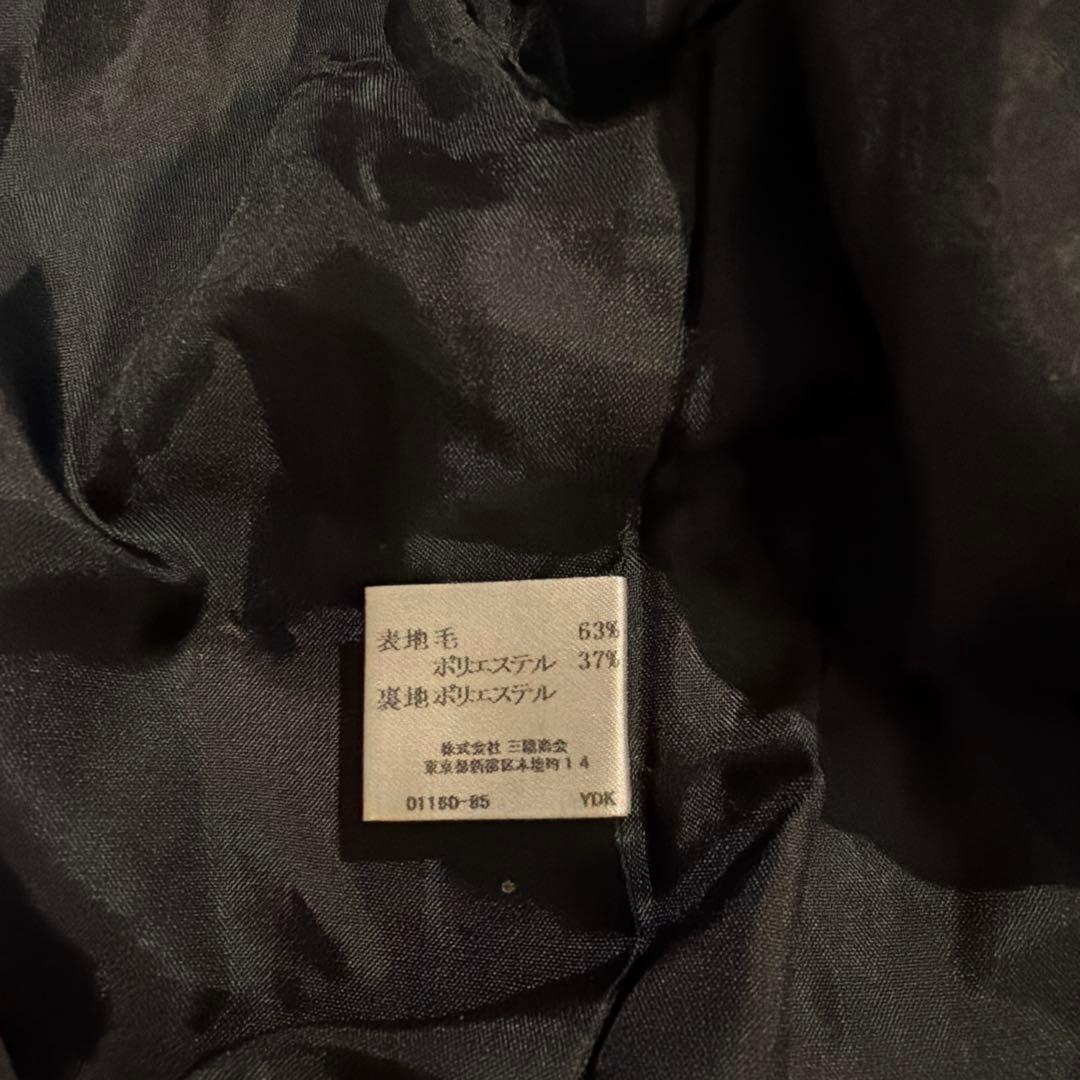 表地毛 63%
ポリエステル 37%
裏地ポリエステル
株式会社 三陽商会
東京都新宿区本塩町14
YDK